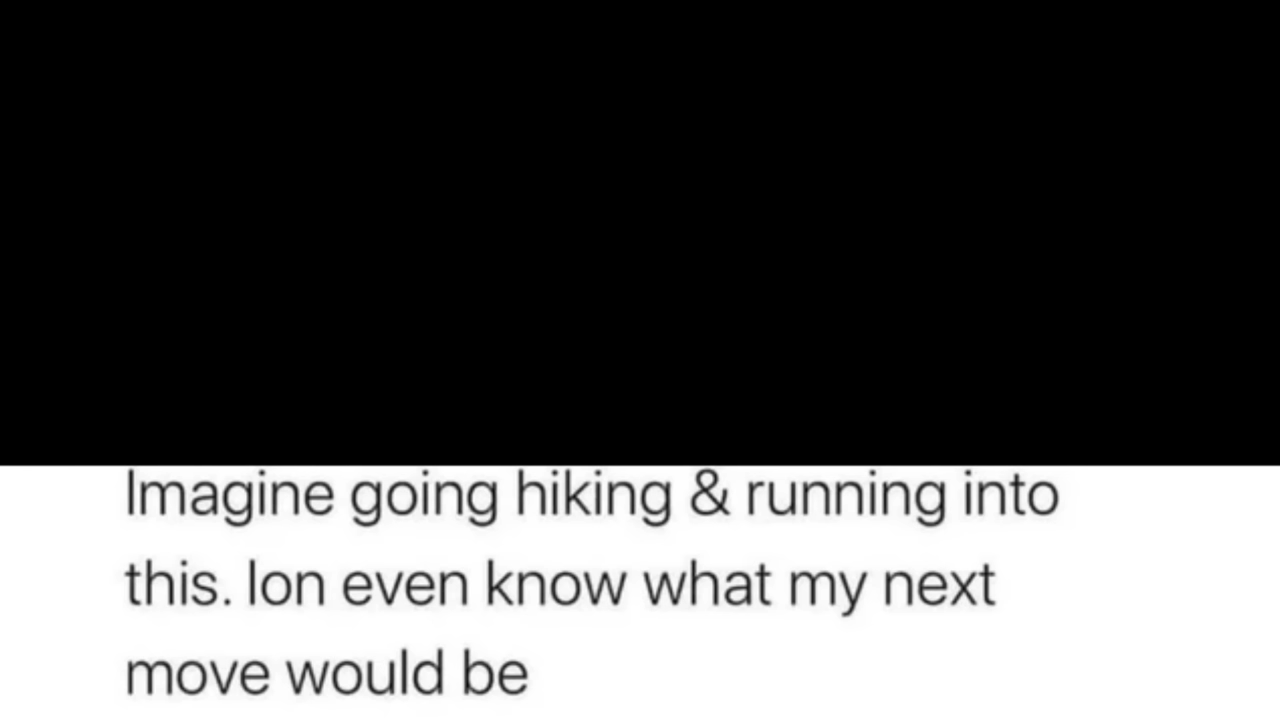 Imagine going hiking & running into
this. Ion even know what my next
move would be